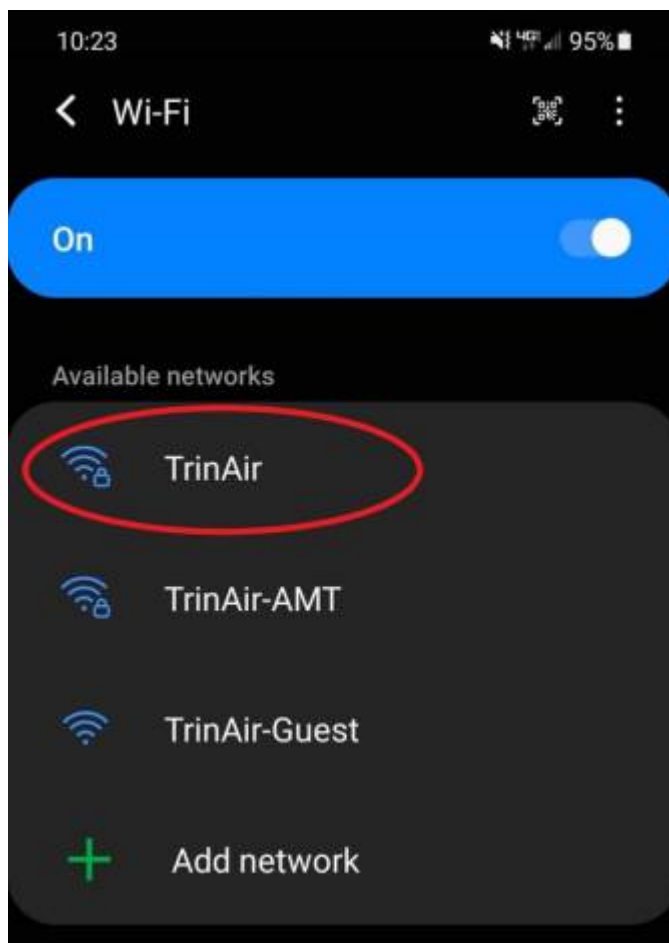 10:23 95%
Wi-Fi
On
Available networks
TrinAir
TrinAir-AMT
TrinAir-Guest
Add network